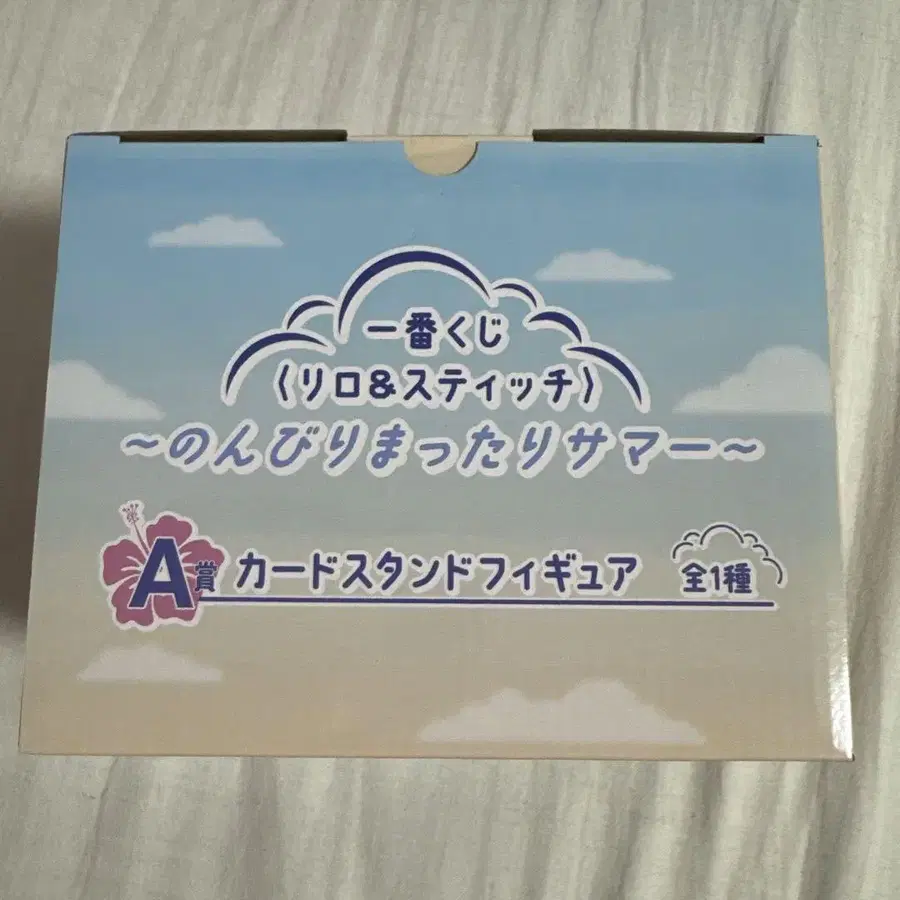 一番くじ
〈リロ&スティッチ〉
~のんびりまったりサマー~
A賞 カードスタンドフィギュア 全1種